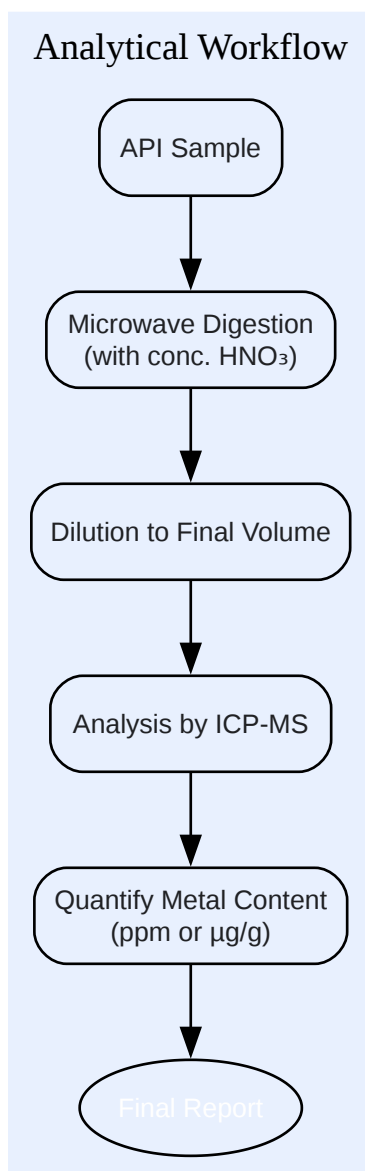 Analytical Workflow
API Sample
Microwave Digestion
(with conc. HNO₃)
Dilution to Final Volume
Analysis by ICP-MS
Quantify Metal Content
(ppm or µg/g)
Final Report